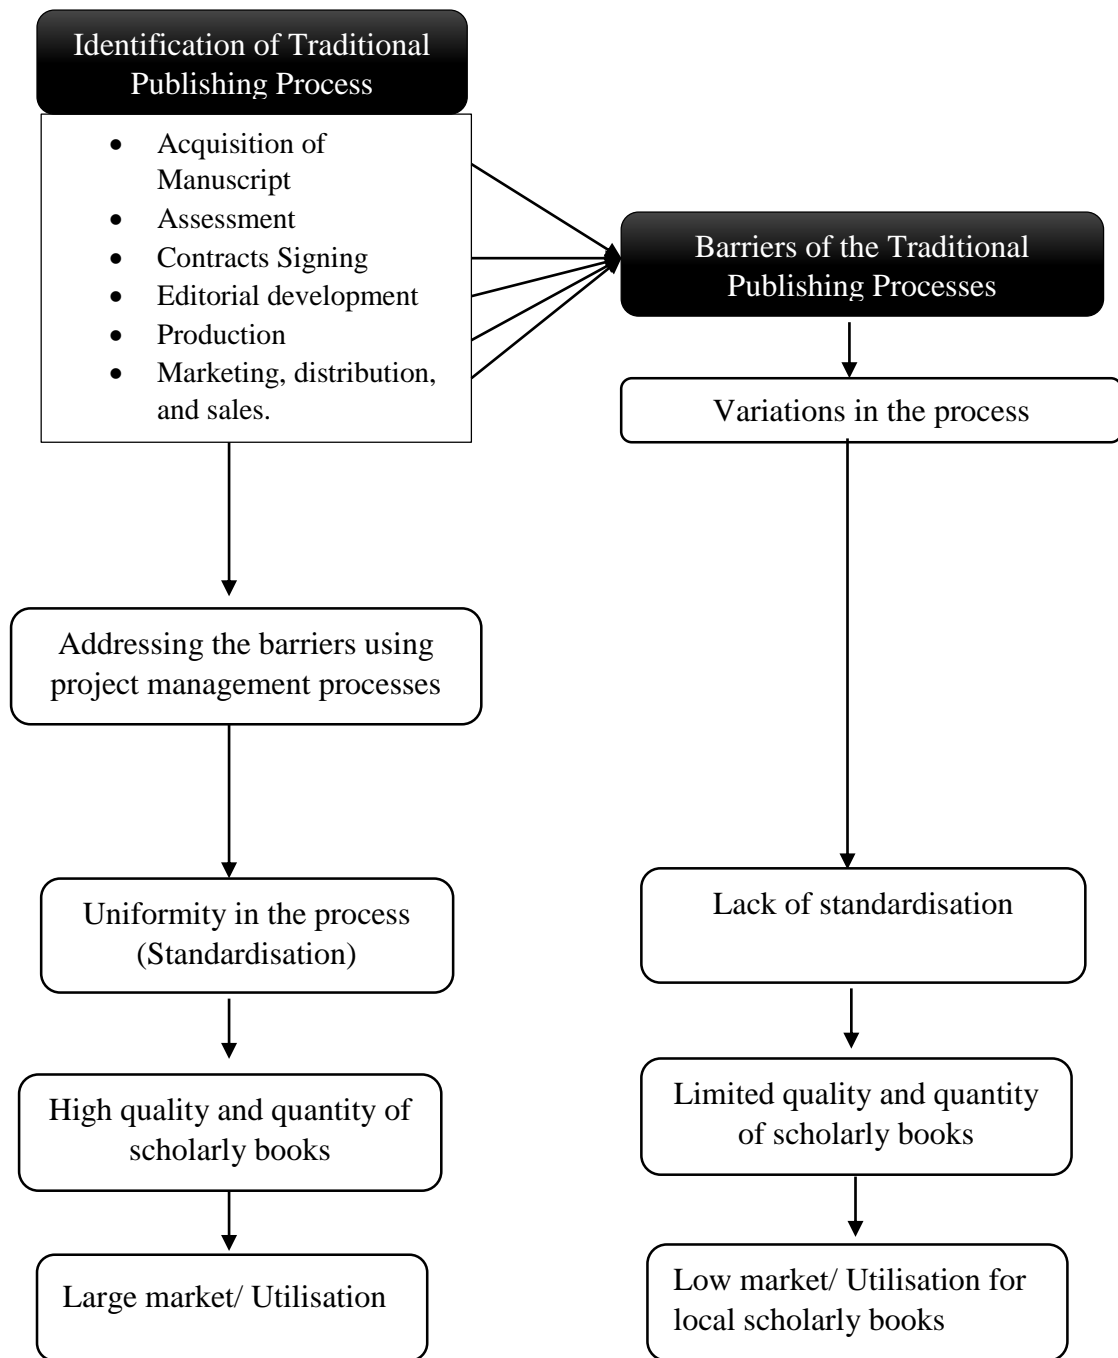 Identification of Traditional
Publishing Process
• Acquisition of
Manuscript
• Assessment
• Contracts Signing
• Editorial development
• Production
• Marketing, distribution,
and sales.
Barriers of the Traditional
Publishing Processes
Variations in the process
Addressing the barriers using
project management processes
Uniformity in the process
(Standardisation)
Lack of standardisation
High quality and quantity of
scholarly books
Limited quality and quantity
of scholarly books
Large market/ Utilisation
Low market/ Utilisation for
local scholarly books